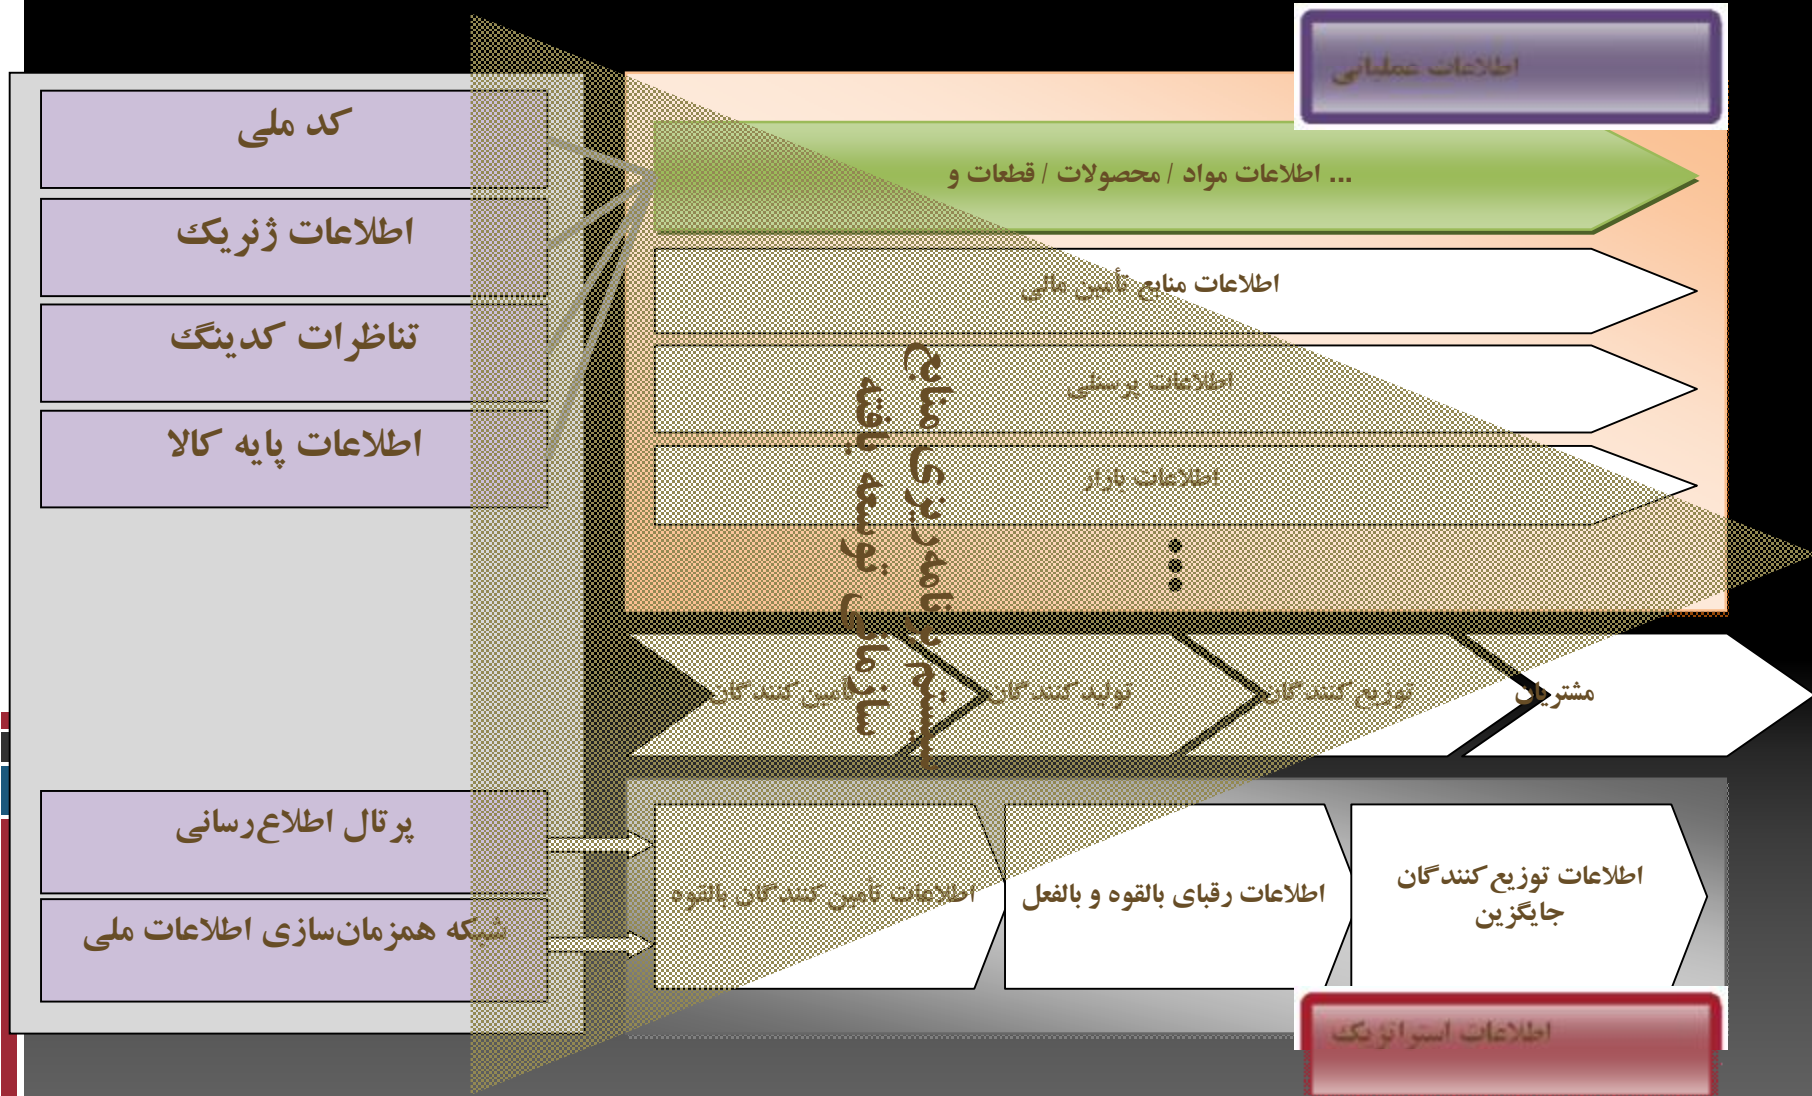 اطلاعات عملیاتی
کد ملی
اطلاعات ژنریک
تناظرات کدینگ
اطلاعات پایه کالا
پرتال اطلاع‌رسانی
شبکه همزمان‌سازی اطلاعات ملی
اطلاعات مواد / محصولات / قطعات و ...
اطلاعات منابع تأمین مالی
اطلاعات پرسنلی
اطلاعات بازار
...
سیستم برنامه‌ریزی منابع
سازمانی توسعه یافته
تأمین‌کنندگان
تولیدکنندگان
توزیع‌کنندگان
مشتریان
اطلاعات تأمین‌کنندگان بالقوه
اطلاعات رقبای بالقوه و بالفعل
اطلاعات توزیع‌کنندگان
جایگزین
اطلاعات استراتژیک